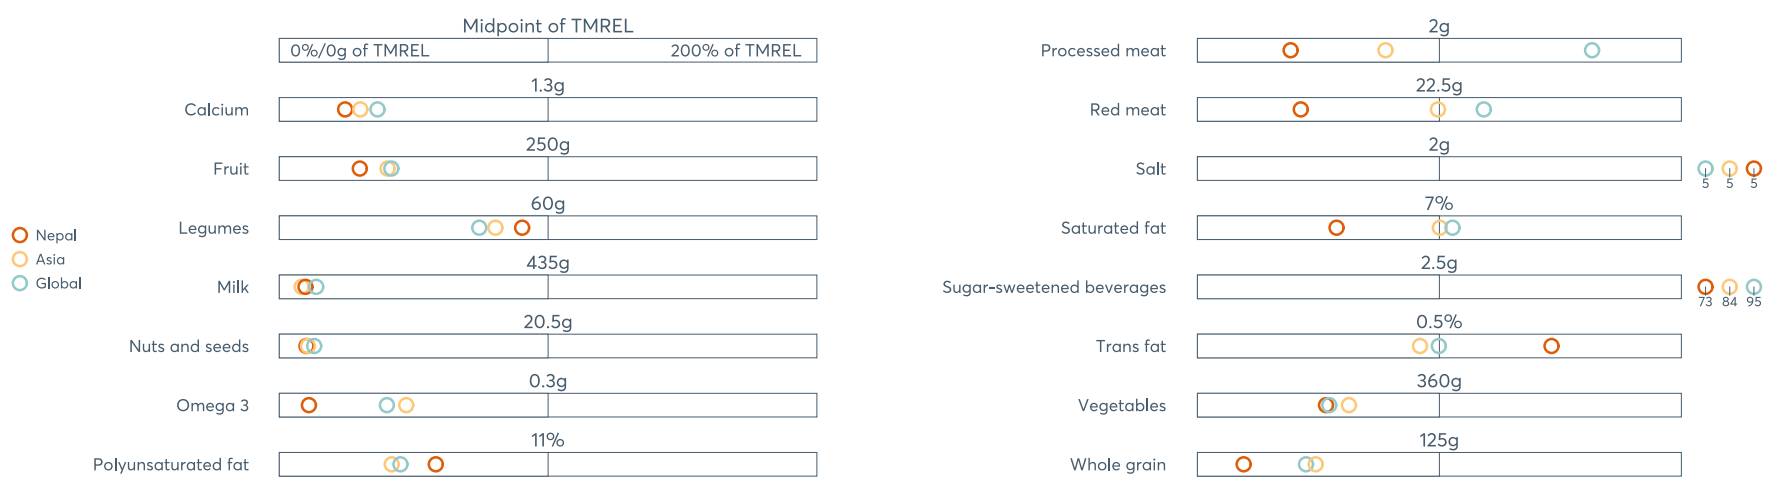 Midpoint of TMREL
0%/0g of TMREL 200% of TMREL
1.3g
Calcium
250g
Fruit
60g
Legumes
435g
Milk
20.5g
Nuts and seeds
0.3g
Omega 3
11%
Polyunsaturated fat
Nepal
Asia
Global
2g
Processed meat
22.5g
Red meat
2g
Salt
5 5 5
7%
Saturated fat
2.5g
Sugar-sweetened beverages
73 84 95
0.5%
Trans fat
360g
Vegetables
125g
Whole grain